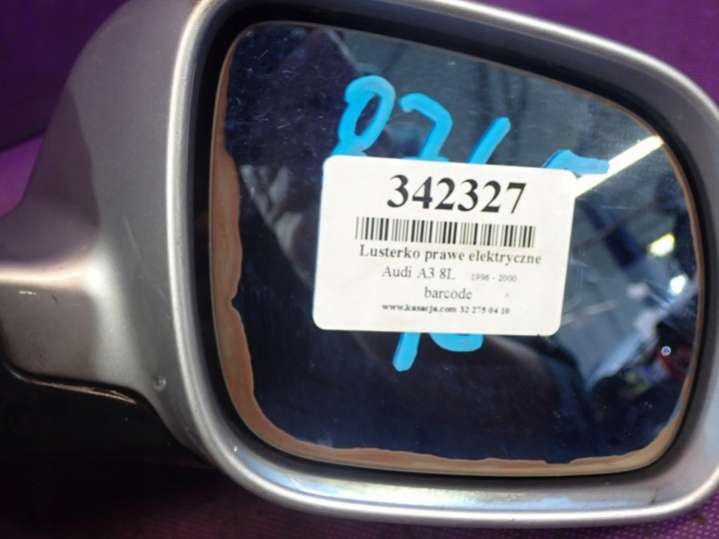 342327
Lusterko prawe elektryczne
Audi A3 8L 1996 - 2000
barcode
www.kasacja.com 32 275 04 10